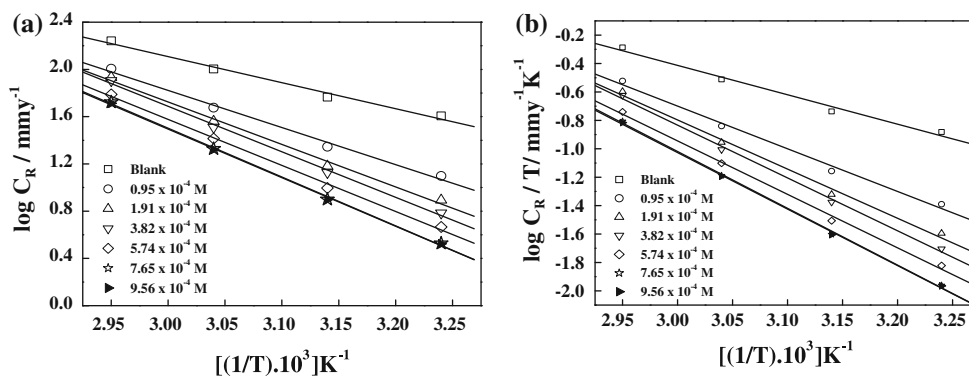 (a)
log C_R / mmy⁻¹
2.4
2.0
1.6
1.2
0.8
0.4
0.0
Blank
0.95 x 10⁻⁴ M
1.91 x 10⁻⁴ M
3.82 x 10⁻⁴ M
5.74 x 10⁻⁴ M
7.65 x 10⁻⁴ M
9.56 x 10⁻⁴ M
2.95 3.00 3.05 3.10 3.15 3.20 3.25
[(1/T).10³]K⁻¹
(b)
log C_R / T/ mmy⁻¹K⁻¹
-0.2
-0.4
-0.6
-0.8
-1.0
-1.2
-1.4
-1.6
-1.8
-2.0
Blank
0.95 x 10⁻⁴ M
1.91 x 10⁻⁴ M
3.82 x 10⁻⁴ M
5.74 x 10⁻⁴ M
7.65 x 10⁻⁴ M
9.56 x 10⁻⁴ M
2.95 3.00 3.05 3.10 3.15 3.20 3.25
[(1/T).10³]K⁻¹